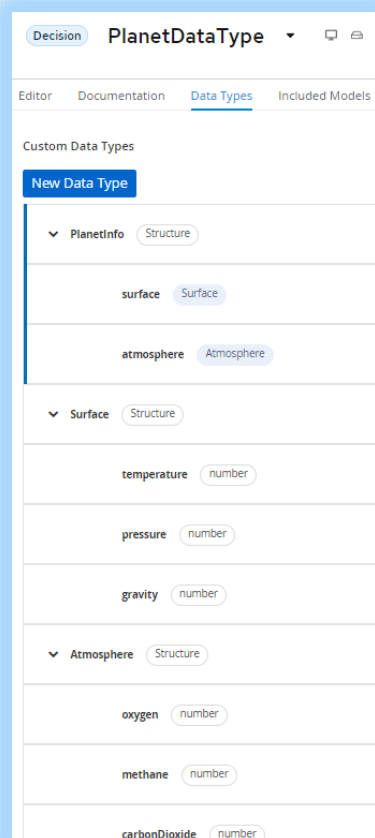 Decision PlanetDataType
Editor Documentation Data Types Included Models
Custom Data Types
New Data Type
PlanetInfo Structure
surface Surface
atmosphere Atmosphere
Surface Structure
temperature number
pressure number
gravity number
Atmosphere Structure
oxygen number
methane number
carbonDioxide number